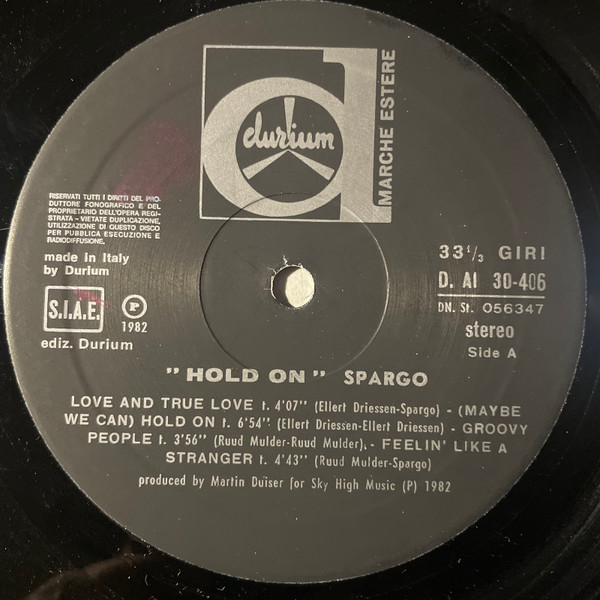 durium
MARCHE ESTERE
RISERVATI TUTTI I DIRITTI DEL PRO-
DUTTORE FONOGRAFICO E DEL
PROPRIETARIO DELL'OPERA REGI-
STRATA - VIETATE DUPLICAZIONE,
UTILIZZAZIONE DI QUESTO DISCO
PER PUBBLICA ESECUZIONE E
RADIODIFFUSIONE.
made in Italy
by Durium
S.I.A.E.
Ⓟ
1982
ediz. Durium
33 1/3 GIRI
D. AI 30-406
DN. St. 056347
stereo
Side A
"HOLD ON" SPARGO
LOVE AND TRUE LOVE t. 4'07" (Ellert Driessen-Spargo) - (MAYBE
WE CAN) HOLD ON t. 6'54" (Ellert Driessen-Ellert Driessen) - GROOVY
PEOPLE t. 3'56" (Ruud Mulder-Ruud Mulder). - FEELIN' LIKE A
STRANGER t. 4'43" (Ruud Mulder-Spargo)
produced by Martin Duiser for Sky High Music (P) 1982